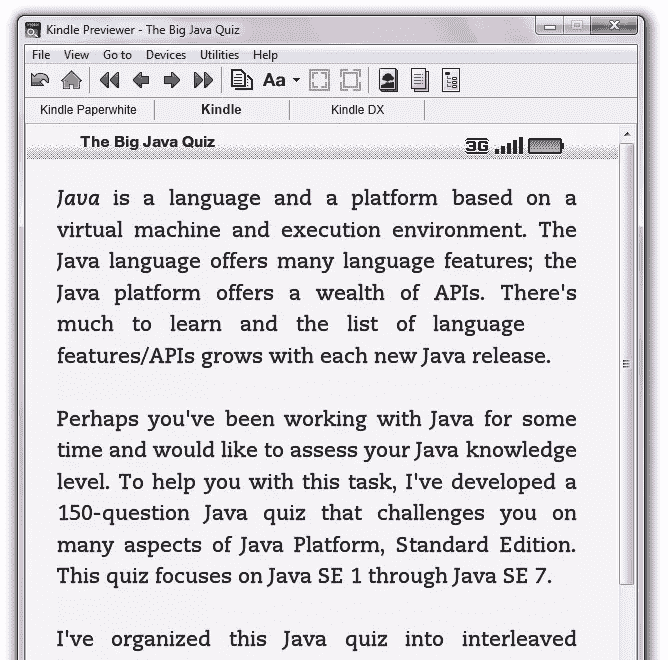 Kindle Previewer - The Big Java Quiz
File View Go to Devices Utilities Help
Aa
Kindle Paperwhite Kindle Kindle DX
The Big Java Quiz 3G
Java is a language and a platform based on a
virtual machine and execution environment. The
Java language offers many language features; the
Java platform offers a wealth of APIs. There's
much to learn and the list of language
features/APIs grows with each new Java release.
Perhaps you've been working with Java for some
time and would like to assess your Java knowledge
level. To help you with this task, I've developed a
150-question Java quiz that challenges you on
many aspects of Java Platform, Standard Edition.
This quiz focuses on Java SE 1 through Java SE 7.
I've organized this Java quiz into interleaved